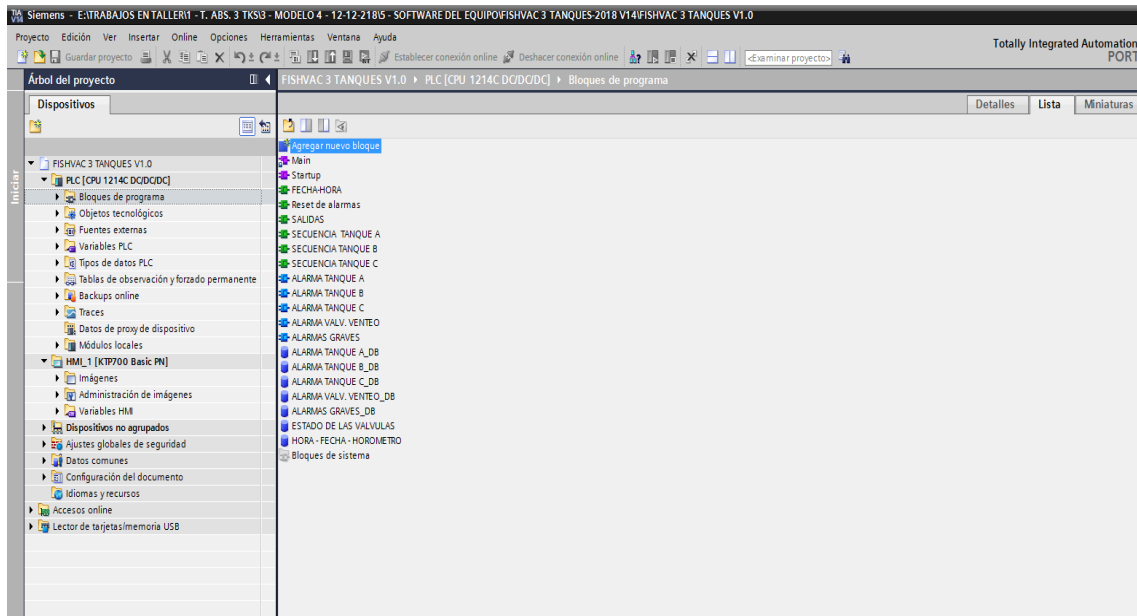 Siemens - E:\TRABAJOS EN TALLER\1 - T. ABS. 3 TKS\3 - MODELO 4 - 12-12-218\5 - SOFTWARE DEL EQUIPO\FISHVAC 3 TANQUES-2018 V14\FISHVAC 3 TANQUES V1.0
Proyecto Edición Ver Insertar Online Opciones Herramientas Ventana Ayuda
Totally Integrated Automation
PORT
Guardar proyecto Establecer conexión online Deshacer conexión online <Examinar proyecto>
Árbol del proyecto
FISHVAC 3 TANQUES V1.0 PLC [CPU 1214C DC/DC/DC] Bloques de programa
Dispositivos
Detalles Lista Miniaturas
Iniciar
FISHVAC 3 TANQUES V1.0
PLC [CPU 1214C DC/DC/DC]
Bloques de programa
Objetos tecnológicos
Fuentes externas
Variables PLC
Tipos de datos PLC
Tablas de observación y forzado permanente
Backups online
Traces
Datos de proxy de dispositivo
Módulos locales
HMI_1 [KTP700 Basic PN]
Imágenes
Administración de imágenes
Variables HMI
Dispositivos no agrupados
Ajustes globales de seguridad
Datos comunes
Configuración del documento
Idiomas y recursos
Accesos online
Lector de tarjetas/memoria USB
Agregar nuevo bloque
Main
Startup
FECHA-HORA
Reset de alarmas
SALIDAS
SECUENCIA TANQUE A
SECUENCIA TANQUE B
SECUENCIA TANQUE C
ALARMA TANQUE A
ALARMA TANQUE B
ALARMA TANQUE C
ALARMA VALV. VENTEO
ALARMAS GRAVES
ALARMA TANQUE A_DB
ALARMA TANQUE B_DB
ALARMA TANQUE C_DB
ALARMA VALV. VENTEO_DB
ALARMAS GRAVES_DB
ESTADO DE LAS VALVULAS
HORA - FECHA - HOROMETRO
Bloques de sistema